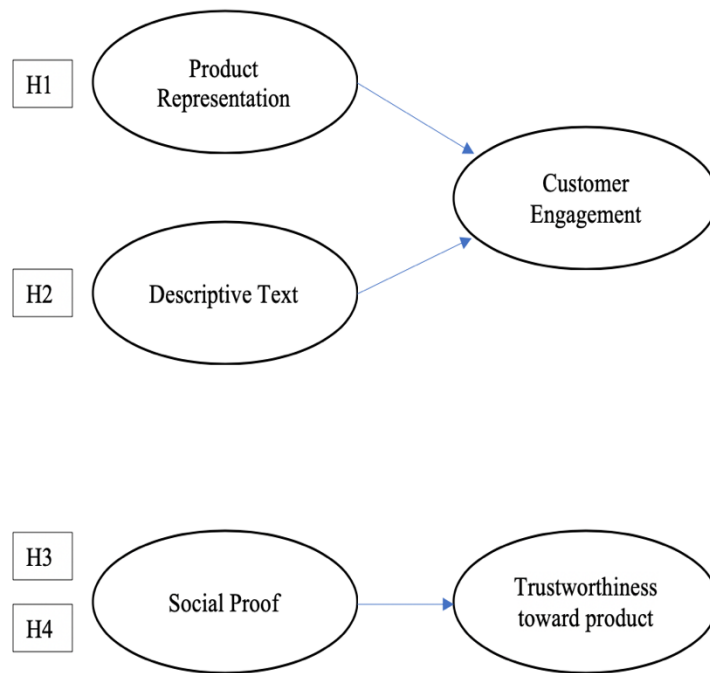 H1
Product
Representation
Customer
Engagement
H2
Descriptive Text
H3
H4
Social Proof
Trustworthiness
toward product